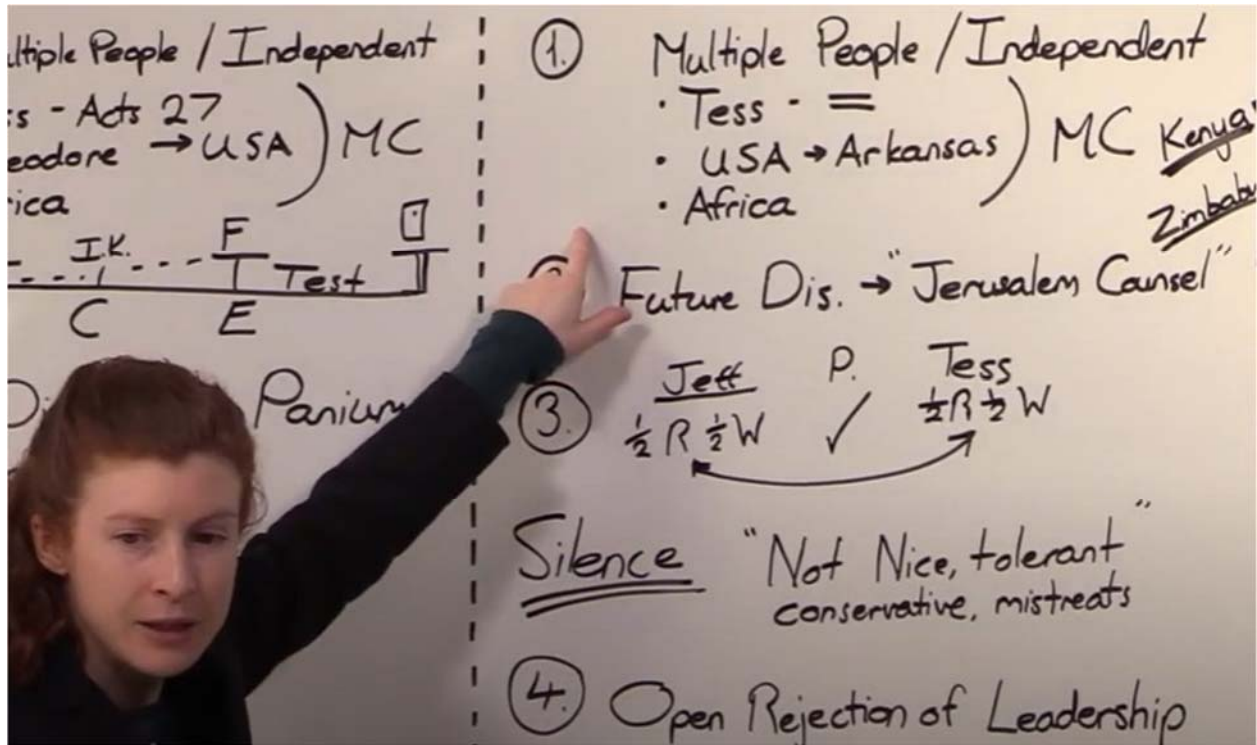 ltiple People / Independent
s - Acts 27
eodore → USA ) MC
ica
I.K. F
Test
C E
Panium
1. Multiple People / Independent
· Tess - =
· USA → Arkansas ) MC Kenya
· Africa Zimbabw
Future Dis. → "Jerusalem Counsel"
3. Jeff P. Tess
½ R ½ W ✓ ½ R ½ W
Silence "Not Nice, tolerant"
conservative, mistreats
4. Open Rejection of Leadership